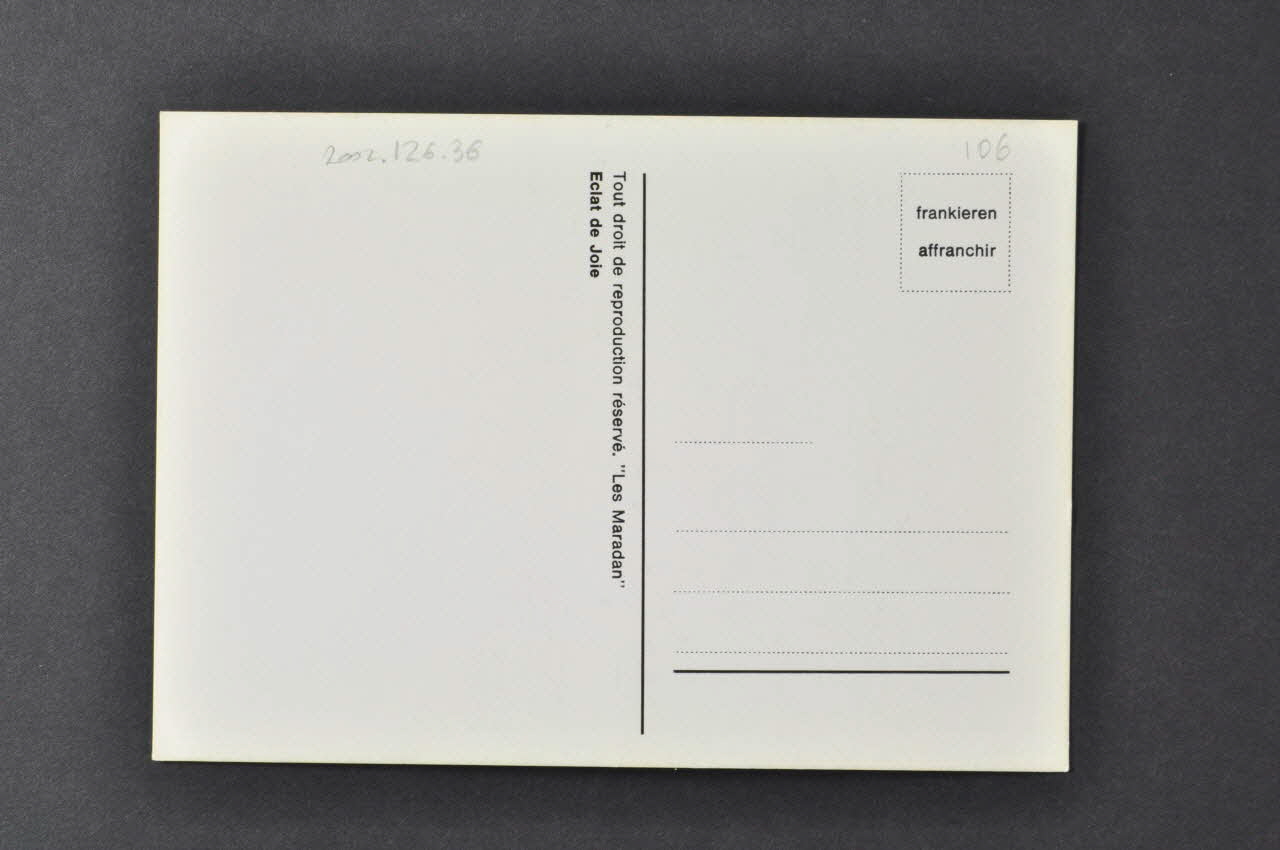 2002.126.36
106
frankieren
affranchir
Tout droit de reproduction réservé. "Les Maradan"
Eclat de Joie